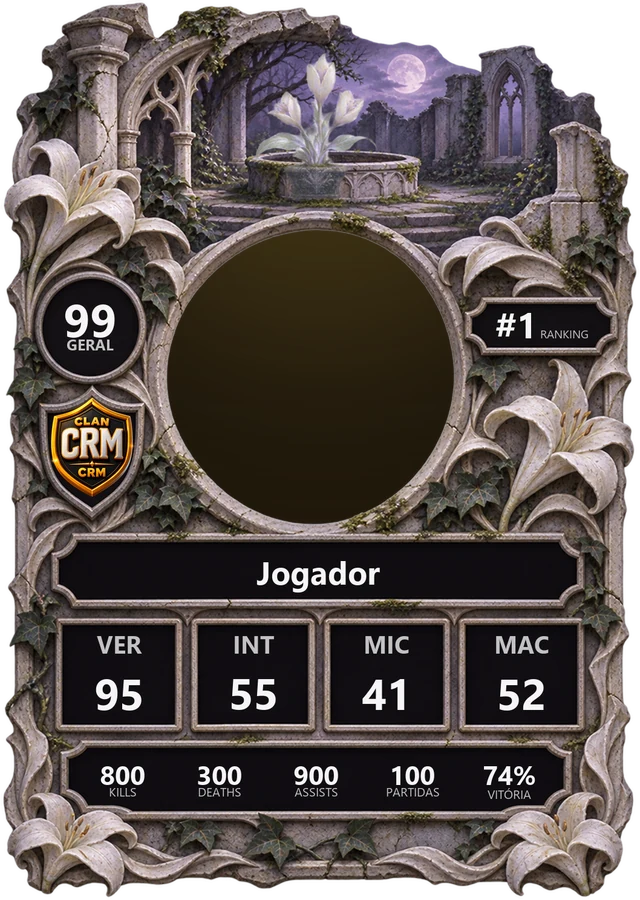 99
GERAL
#1 RANKING
CLAN
CRM
CRM
Jogador
VER INT MIC MAC
95 55 41 52
800 300 900 100 74%
KILLS DEATHS ASSISTS PARTIDAS VITÓRIA